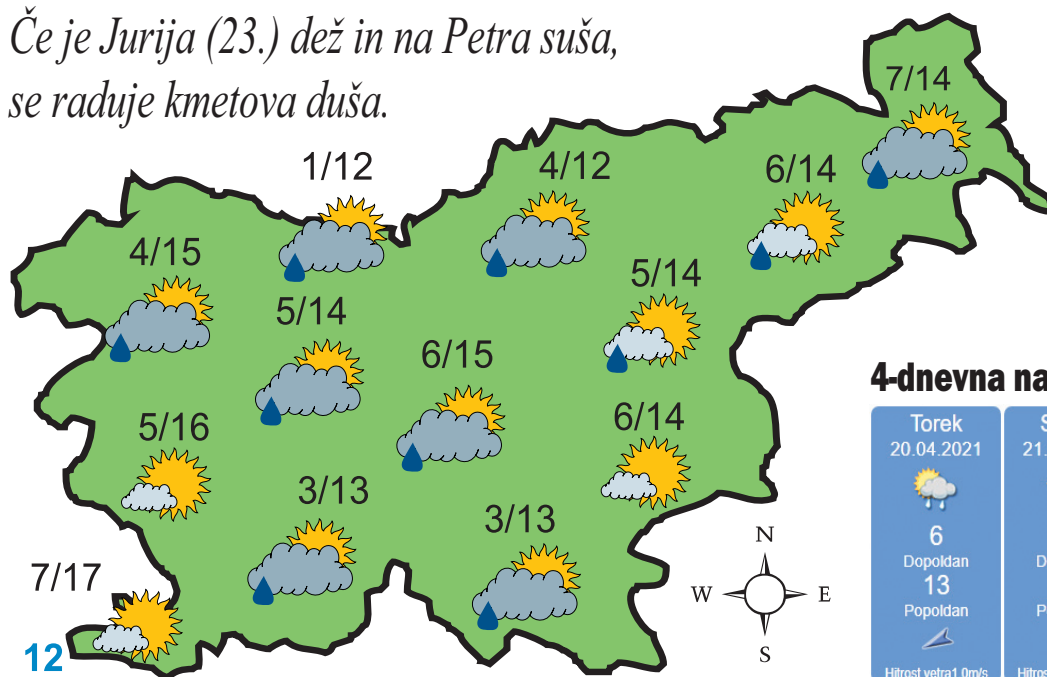 Če je Jurija (23.) dež in na Petra suša,
se raduje kmetova duša.
7/14
1/12
4/12
6/14
4/15
5/14
5/14
6/15
5/16
6/14
3/13
3/13
7/17
12
N
W
E
S
4-dnevna na
Torek
20.04.2021
6
Dopoldan
13
Popoldan
Hitrost vetra1.0m/s
S
21.
D
P
Hitros